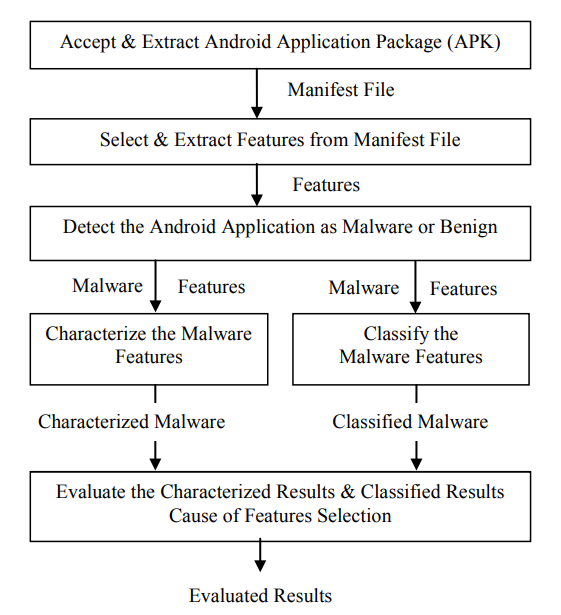 Accept & Extract Android Application Package (APK)
Manifest File
Select & Extract Features from Manifest File
Features
Detect the Android Application as Malware or Benign
Malware Features Malware Features
Characterize the Malware
Features
Classify the
Malware Features
Characterized Malware Classified Malware
Evaluate the Characterized Results & Classified Results
Cause of Features Selection
Evaluated Results